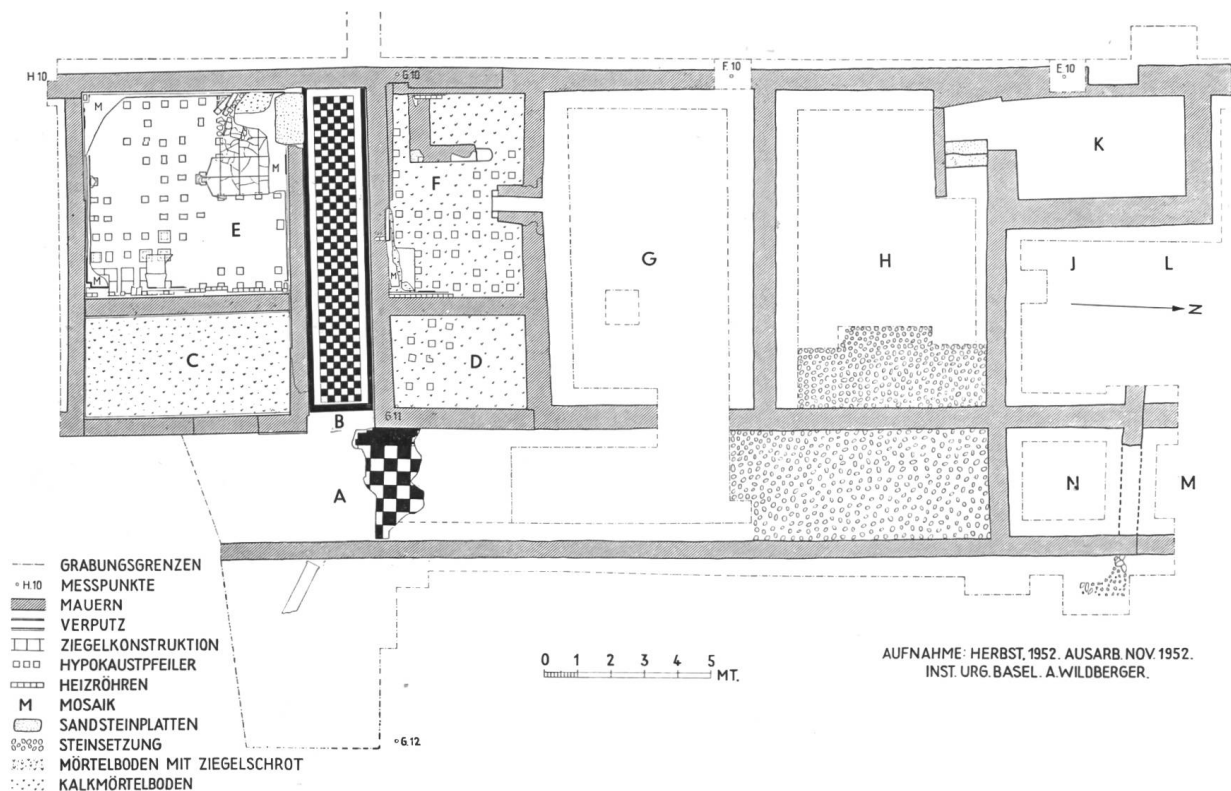 H 10
G.10
F.10
E.10
M
M
K
F
E
G
H
J
L
N
M
M
C
D
G.11
B
A
N
M
GRABUNGSGRENZEN
H.10 MESSPUNKTE
MAUERN
VERPUTZ
ZIEGELKONSTRUKTION
HYPOKAUSTPFEILER
HEIZRÖHREN
M MOSAIK
SANDSTEINPLATTEN
STEINSETZUNG
MÖRTELBODEN MIT ZIEGELSCHROT
KALKMÖRTELBODEN
0 1 2 3 4 5
MT.
AUFNAHME: HERBST, 1952. AUSARB. NOV. 1952.
INST. URG. BASEL. A. WILDBERGER.
G.12